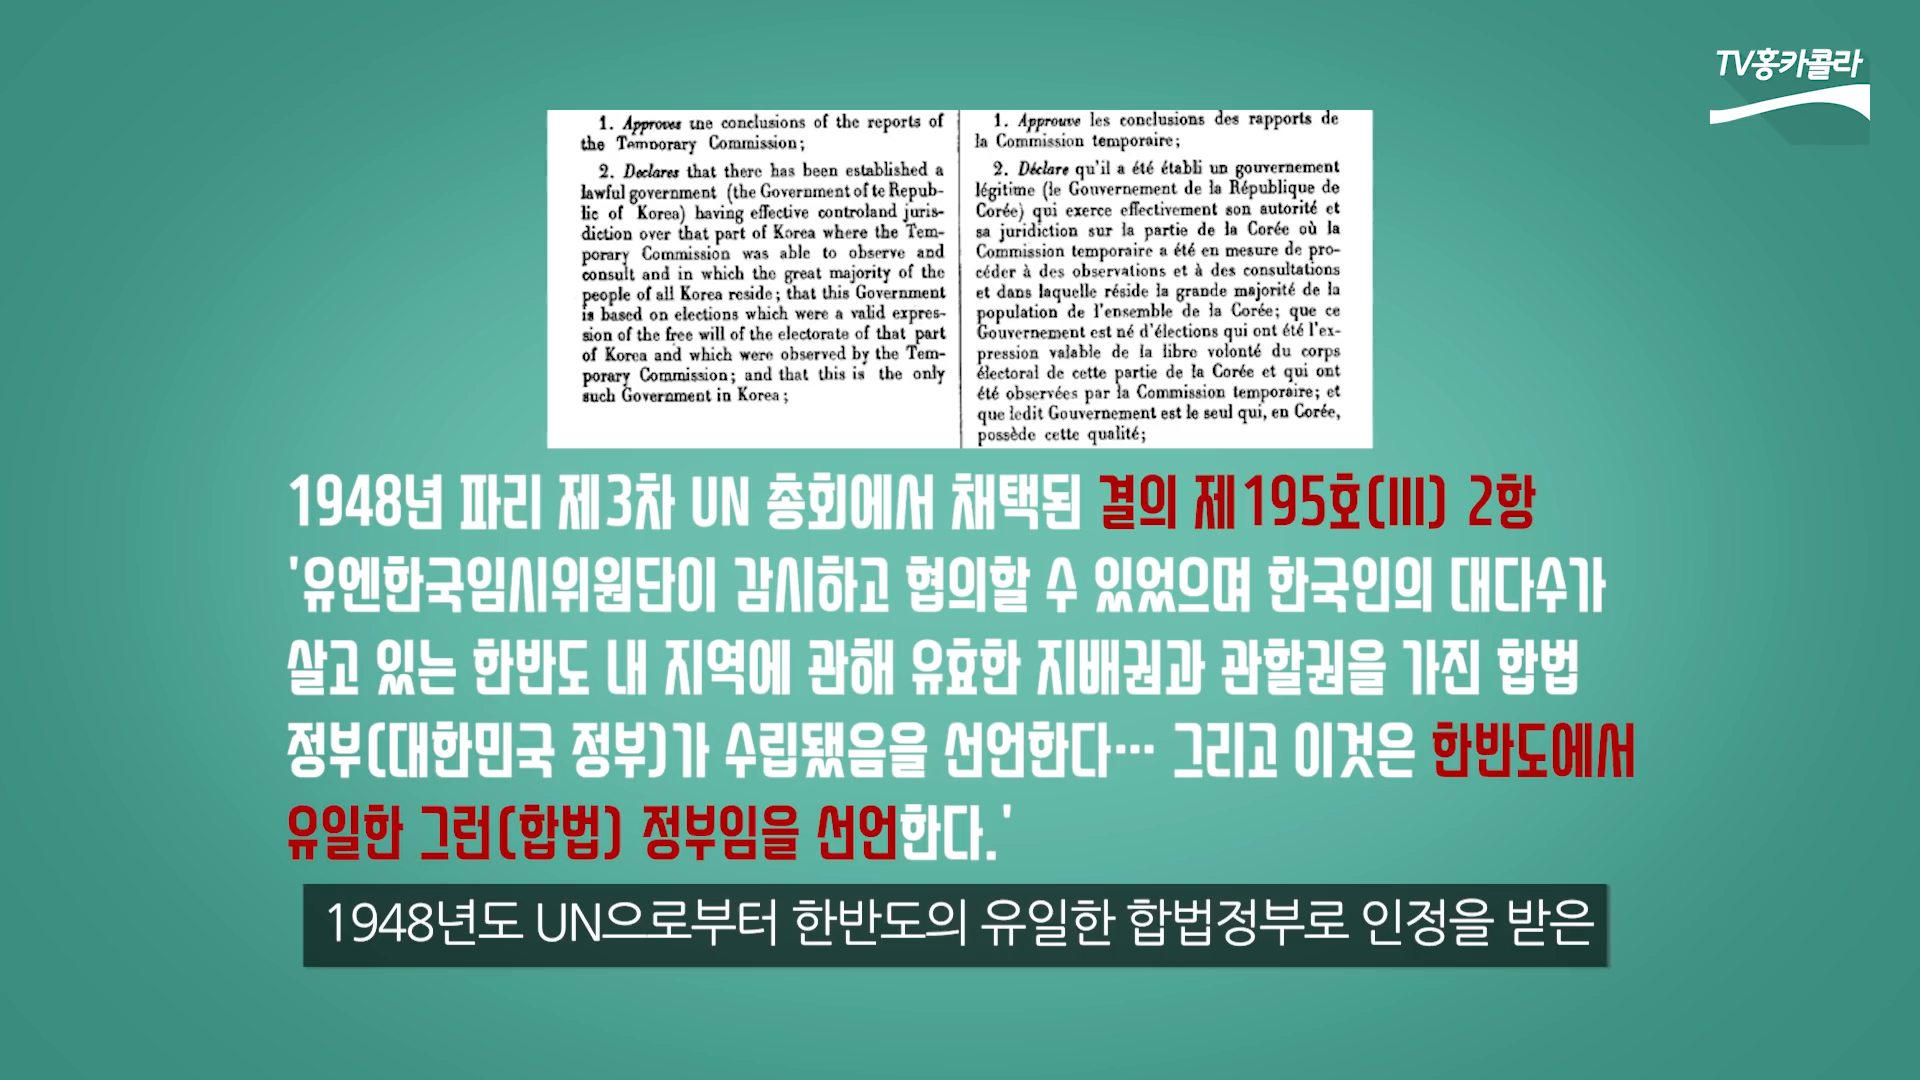 TV홍카콜라
1. Approves the conclusions of the reports of
the Temporary Commission;
2. Declares that there has been established a
lawful government (the Government of te Repub-
lic of Korea) having effective controland juris-
diction over that part of Korea where the Tem-
porary Commission was able to observe and
consult and in which the great majority of the
people of all Korea reside; that this Government
is based on elections which were a valid expres-
sion of the free will of the electorate of that part
of Korea and which were observed by the Tem-
porary Commission; and that this is the only
such Government in Korea;
1. Approuve les conclusions des rapports de
la Commission temporaire;
2. Déclare qu'il a été établi un gouvernement
légitime (le Gouvernement de la République de
Corée) qui exerce effectivement son autorité et
sa juridiction sur la partie de la Corée où la
Commission temporaire a été en mesure de pro-
céder à des observations et à des consultations
et dans laquelle réside la grande majorité de la
population de l'ensemble de la Corée; que ce
Gouvernement est né d'élections qui ont été l'ex-
pression valable de la libre volonté du corps
électoral de cette partie de la Corée et qui ont
été observées par la Commission temporaire; et
que ledit Gouvernement est le seul qui, en Corée,
possède cette qualité;
1948년 파리 제3차 UN 총회에서 채택된 결의 제195호(III) 2항
'유엔한국임시위원단이 감시하고 협의할 수 있었으며 한국인의 대다수가
살고 있는 한반도 내 지역에 관해 유효한 지배권과 관할권을 가진 합법
정부(대한민국 정부)가 수립됐음을 선언한다… 그리고 이것은 한반도에서
유일한 그런(합법) 정부임을 선언한다.'
1948년도 UN으로부터 한반도의 유일한 합법정부로 인정을 받은